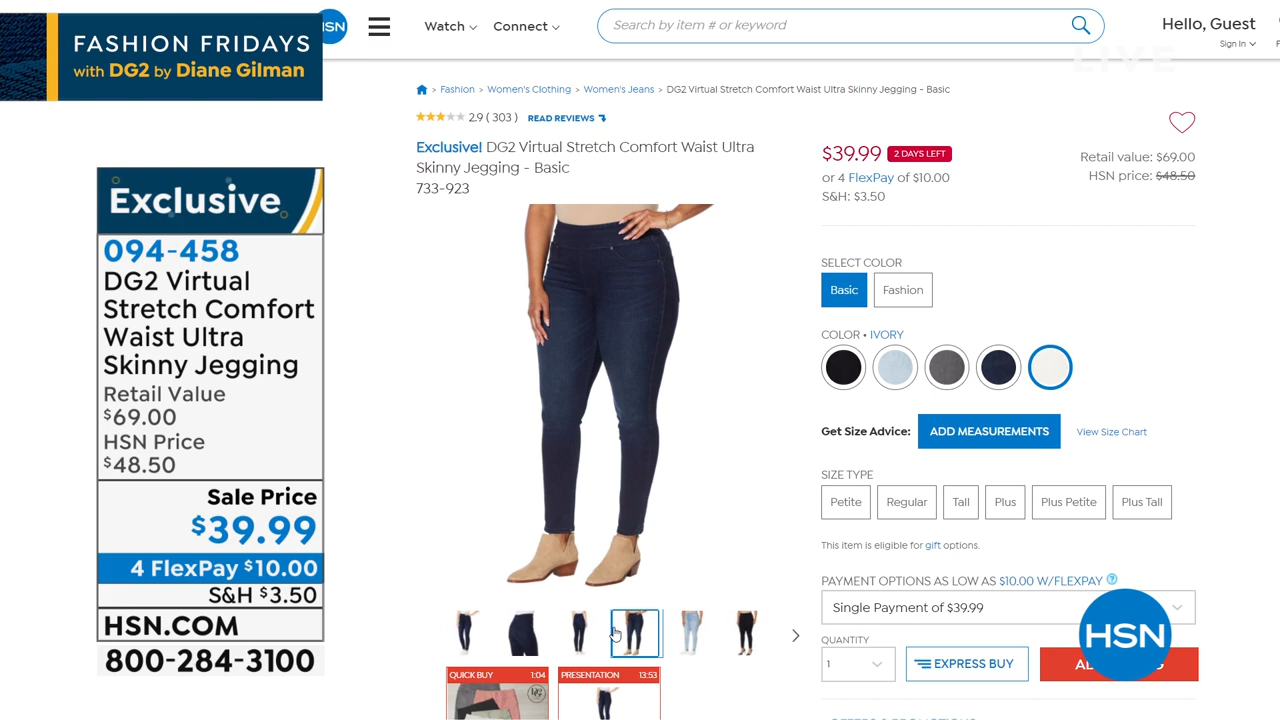 FASHION FRIDAYS
with DG2 by Diane Gilman
HSN
Watch
Connect
Search by item # or keyword
Hello, Guest
Sign In
LIVE
> Fashion > Women's Clothing > Women's Jeans > DG2 Virtual Stretch Comfort Waist Ultra Skinny Jegging - Basic
2.9 ( 303 ) READ REVIEWS
Exclusive! DG2 Virtual Stretch Comfort Waist Ultra
Skinny Jegging - Basic
733-923
$39.99 2 DAYS LEFT
or 4 FlexPay of $10.00
S&H: $3.50
Retail value: $69.00
HSN price: $48.50
Exclusive
094-458
DG2 Virtual
Stretch Comfort
Waist Ultra
Skinny Jegging
Retail Value
$69.00
HSN Price
$48.50
Sale Price
$39.99
4 FlexPay $10.00
S&H $3.50
HSN.COM
800-284-3100
SELECT COLOR
Basic
Fashion
COLOR • IVORY
Get Size Advice: ADD MEASUREMENTS View Size Chart
SIZE TYPE
Petite
Regular
Tall
Plus
Plus Petite
Plus Tall
This item is eligible for gift options.
PAYMENT OPTIONS AS LOW AS $10.00 W/FLEXPAY ?
Single Payment of $39.99
QUANTITY
1
EXPRESS BUY
HSN
QUICK BUY 1:04
PRESENTATION 13:53